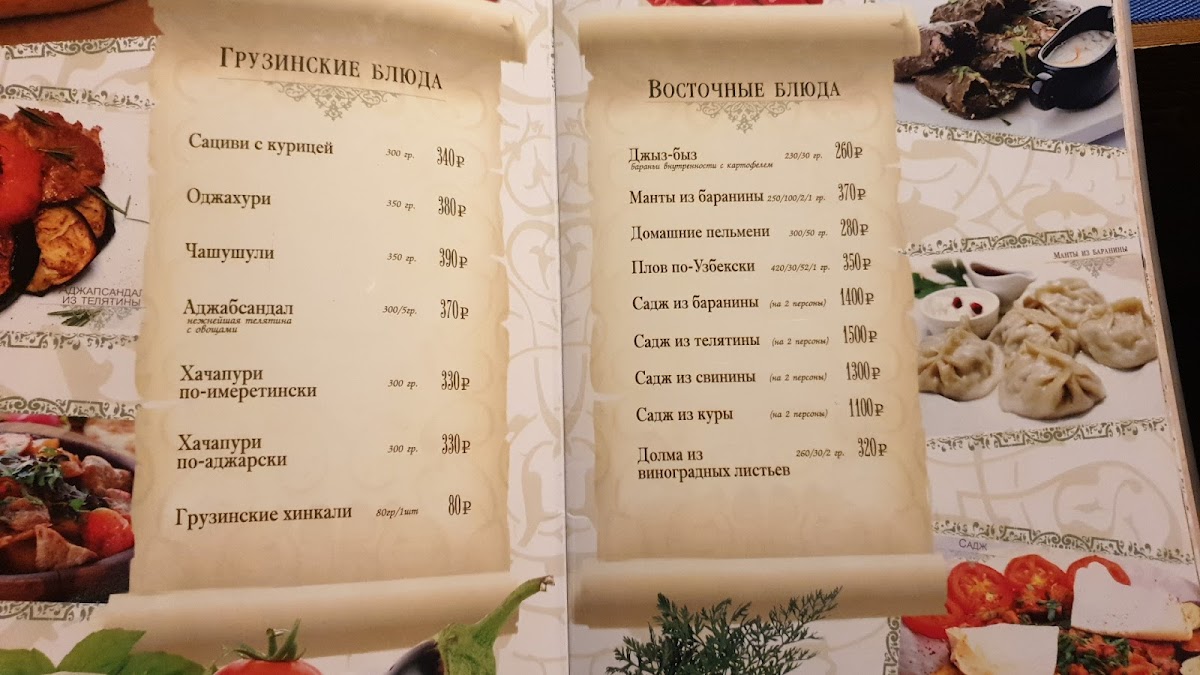 Грузинские блюда
Сациви с курицей 300 гр. 340₽
Оджахури 350 гр. 380₽
Чашушули 350 гр. 390₽
Аджабсандал 300/5гр. 370₽
нежнейшая телятина
с овощами
Хачапури
по-имеретински 300 гр. 330₽
Хачапури
по-аджарски 300 гр. 330₽
Грузинские хинкали 80гр/1шт 80₽
Аджапсандал
из телятины
Восточные блюда
Джыз-быз 230/30 гр. 260₽
бараньи внутренности с картофелем
Манты из баранины 250/100/2/1 гр. 370₽
Домашние пельмени 300/50 гр. 280₽
Плов по-Узбекски 420/30/52/1 гр. 350₽
Садж из баранины (на 2 персоны) 1400₽
Садж из телятины (на 2 персоны) 1500₽
Садж из свинины (на 2 персоны) 1300₽
Садж из куры (на 2 персоны) 1100₽
Долма из 260/30/2 гр. 320₽
виноградных листьев
Манты из баранины
Садж